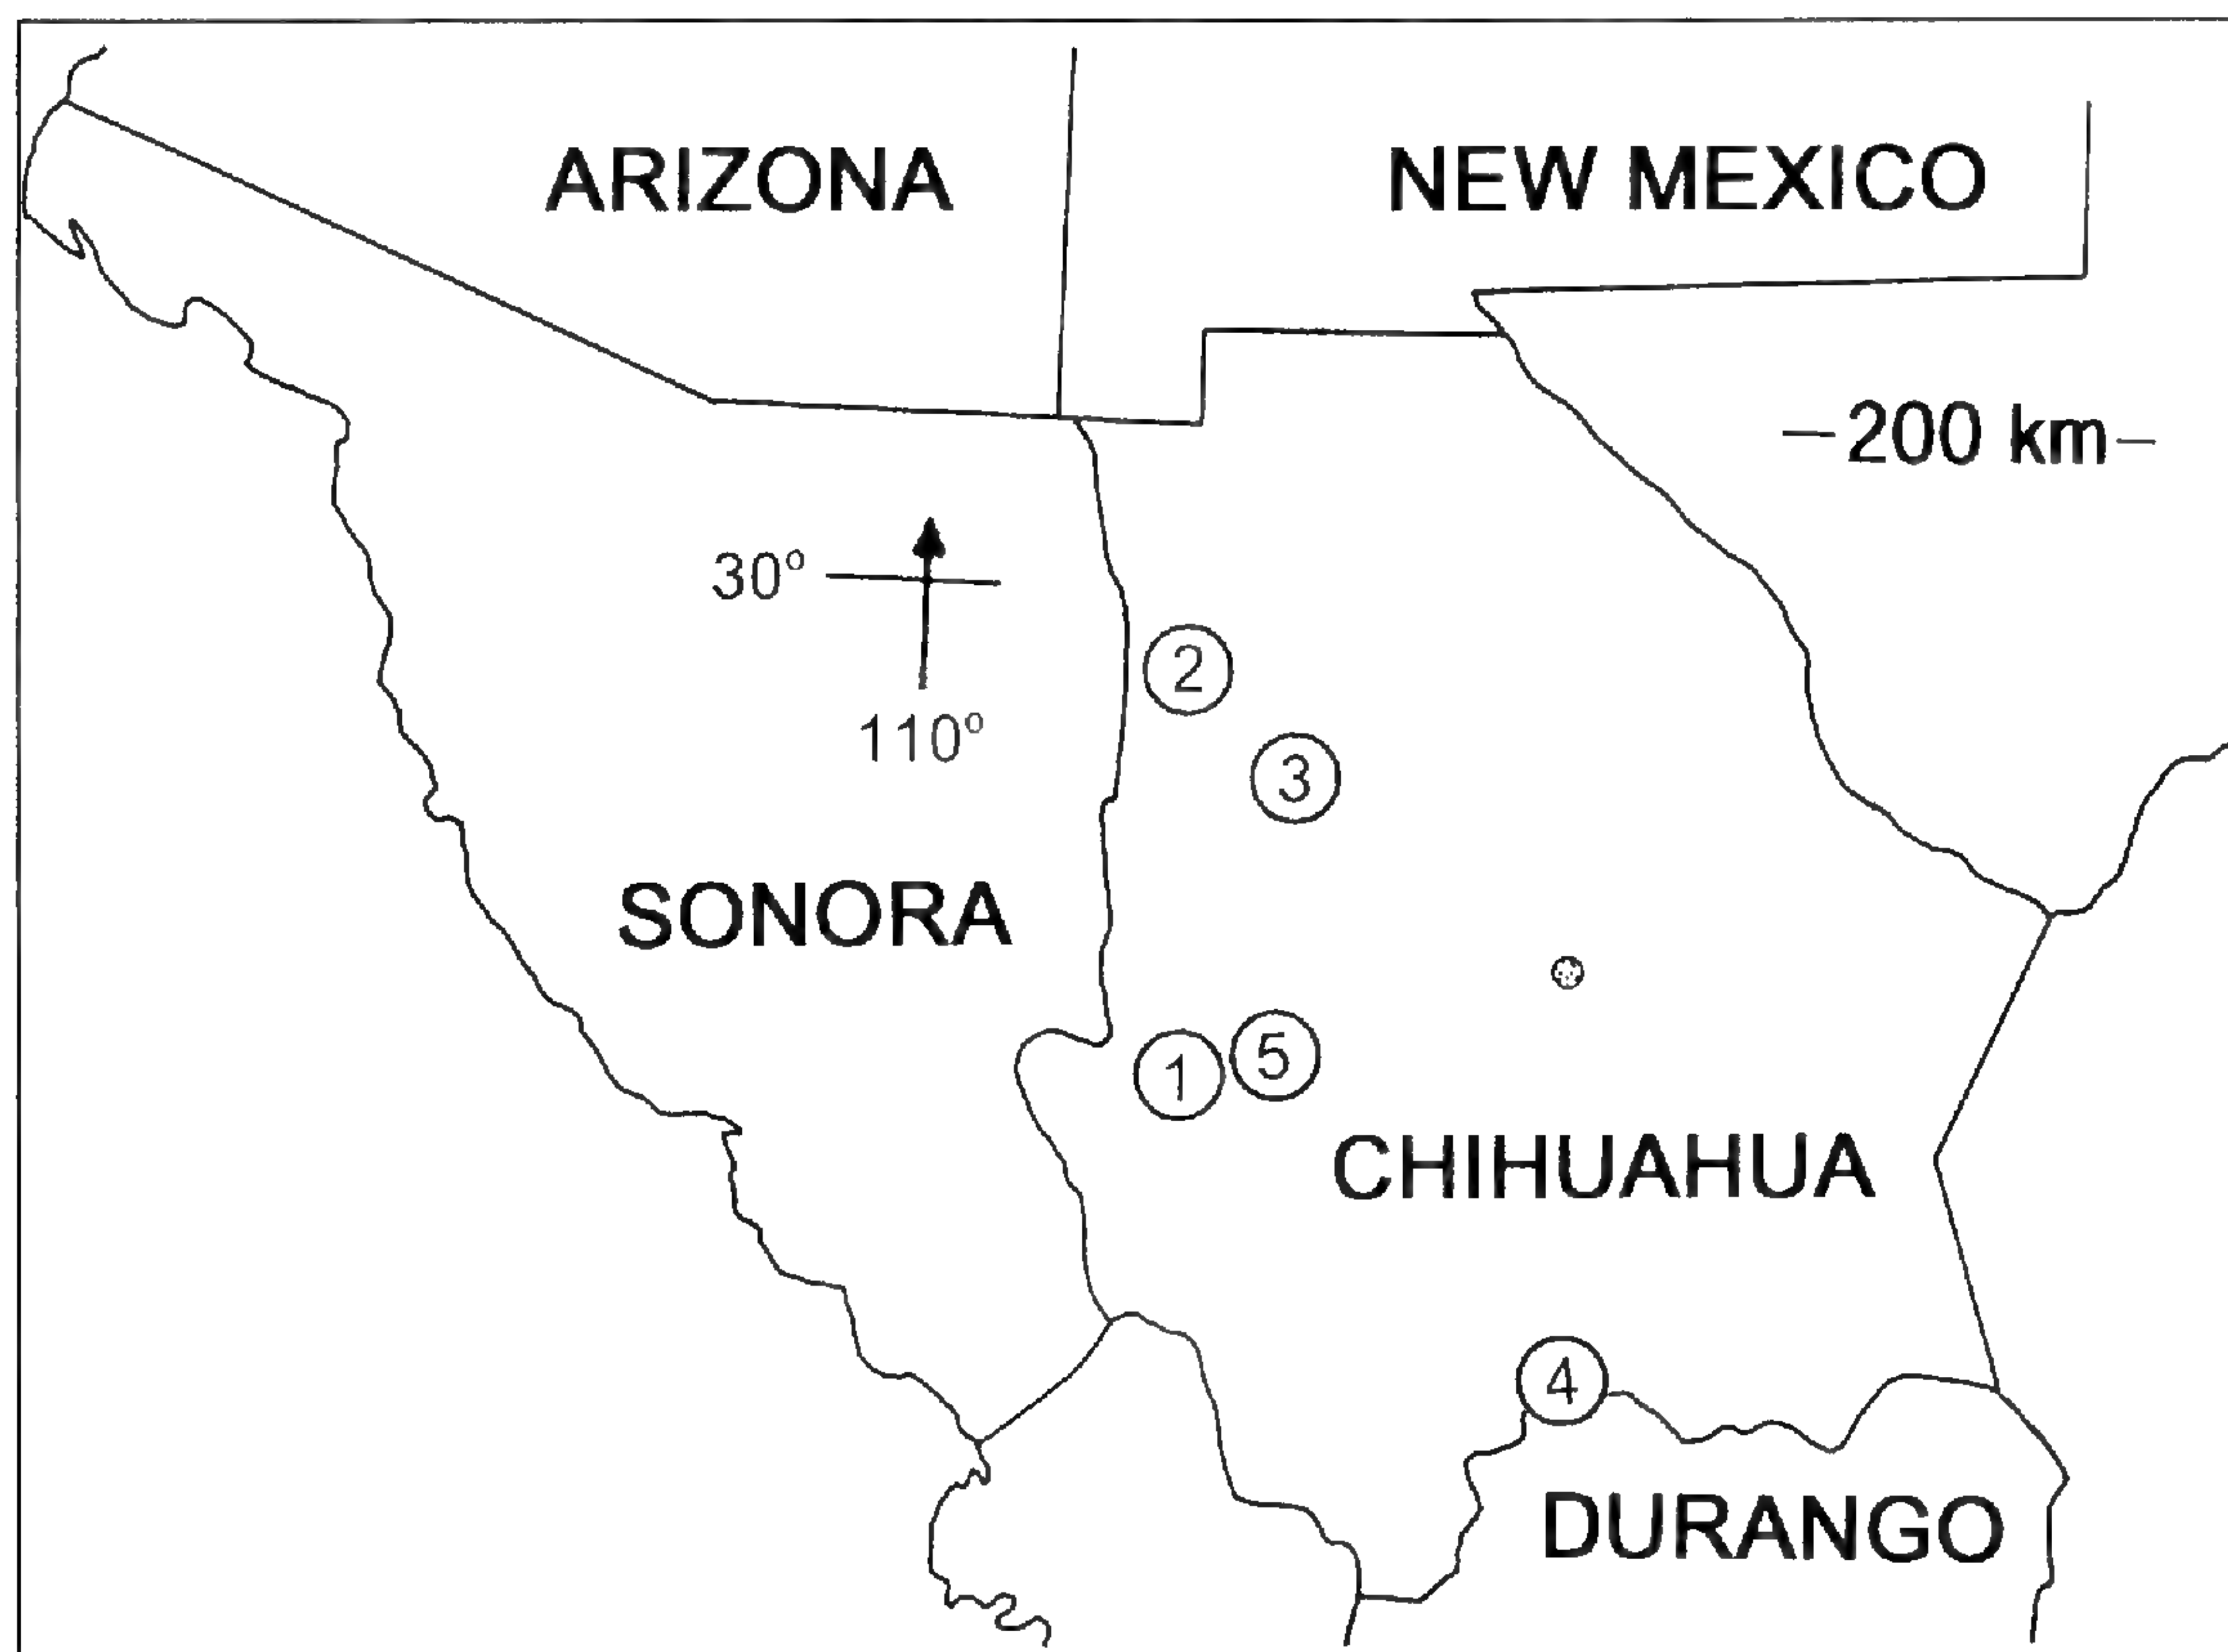 ARIZONA
NEW MEXICO
—200 km—
30°
2
110°
3
SONORA
1
5
CHIHUAHUA
4
DURANGO